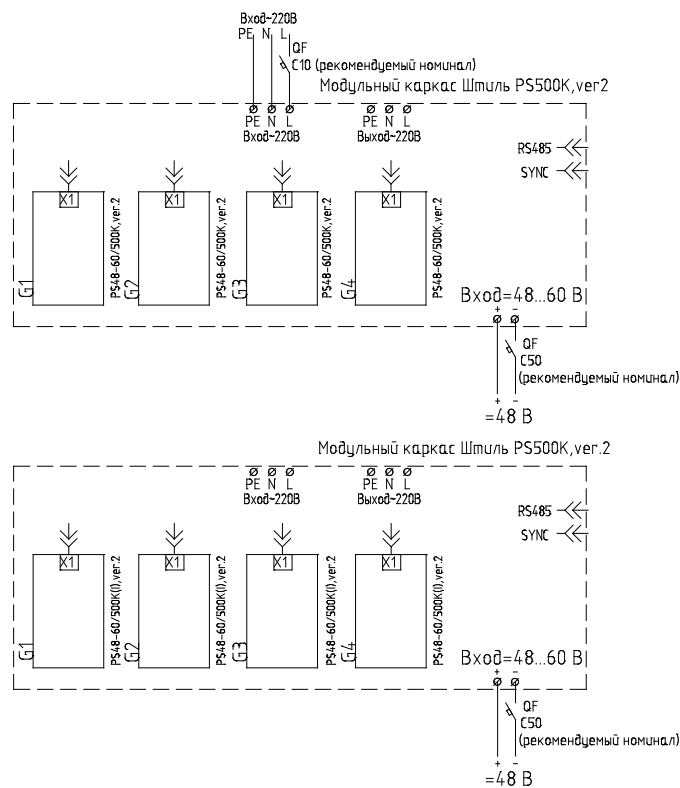 Вход~220В
PE N L
QF
C10 (рекомендуемый номинал)
Модульный каркас Штиль PS500K,ver2
PE N L
Вход~220В
PE N L
Выход~220В
RS485
SYNC
X1
G1
PS48-60/500K,ver.2
X1
G2
PS48-60/500K,ver.2
X1
G3
PS48-60/500K,ver.2
X1
G4
PS48-60/500K,ver.2
Вход=48...60 В
+ -
QF
C50
(рекомендуемый номинал)
+ -
=48 В
Модульный каркас Штиль PS500K,ver.2
PE N L
Вход~220В
PE N L
Выход~220В
RS485
SYNC
X1
G1
PS48-60/500K(I),ver.2
X1
G2
PS48-60/500K(I),ver.2
X1
G3
PS48-60/500K(I),ver.2
X1
G4
PS48-60/500K(I),ver.2
Вход=48...60 В
+ -
QF
C50
(рекомендуемый номинал)
+ -
=48 В